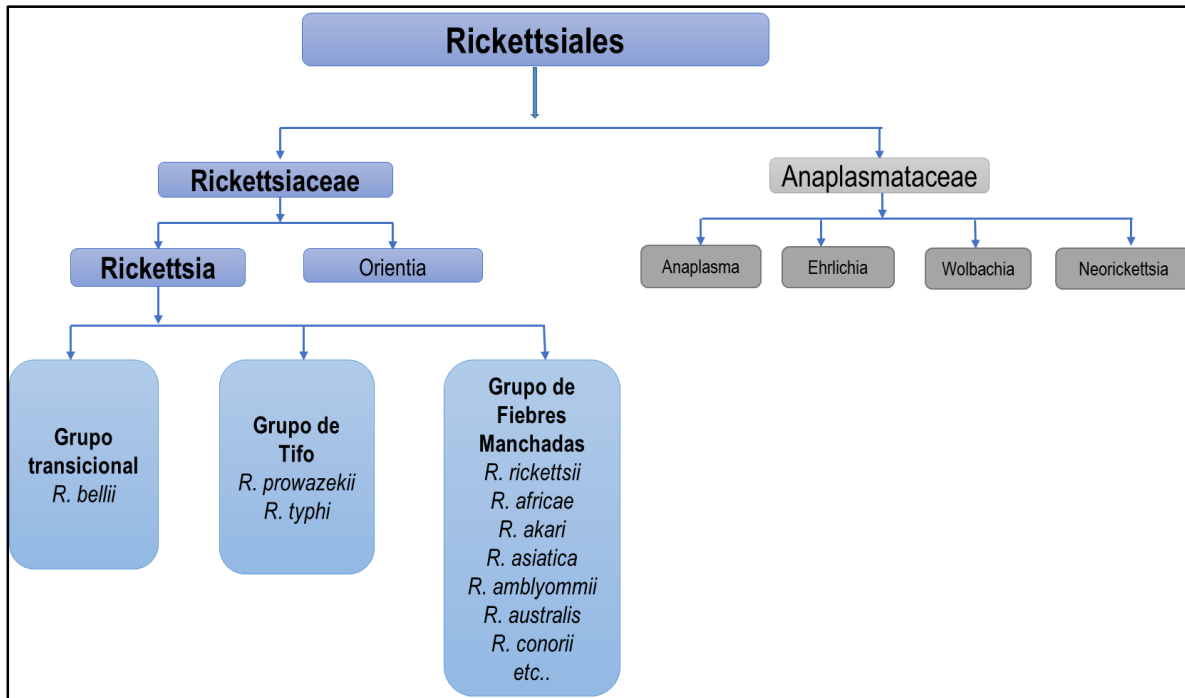 Rickettsiales
Rickettsiaceae
Anaplasmataceae
Rickettsia
Orientia
Anaplasma
Ehrlichia
Wolbachia
Neorickettsia
Grupo
transicional
R. bellii
Grupo de
Tifo
R. prowazekii
R. typhi
Grupo de
Fiebres
Manchadas
R. rickettsii
R. africae
R. akari
R. asiatica
R. amblyommii
R. australis
R. conorii
etc..